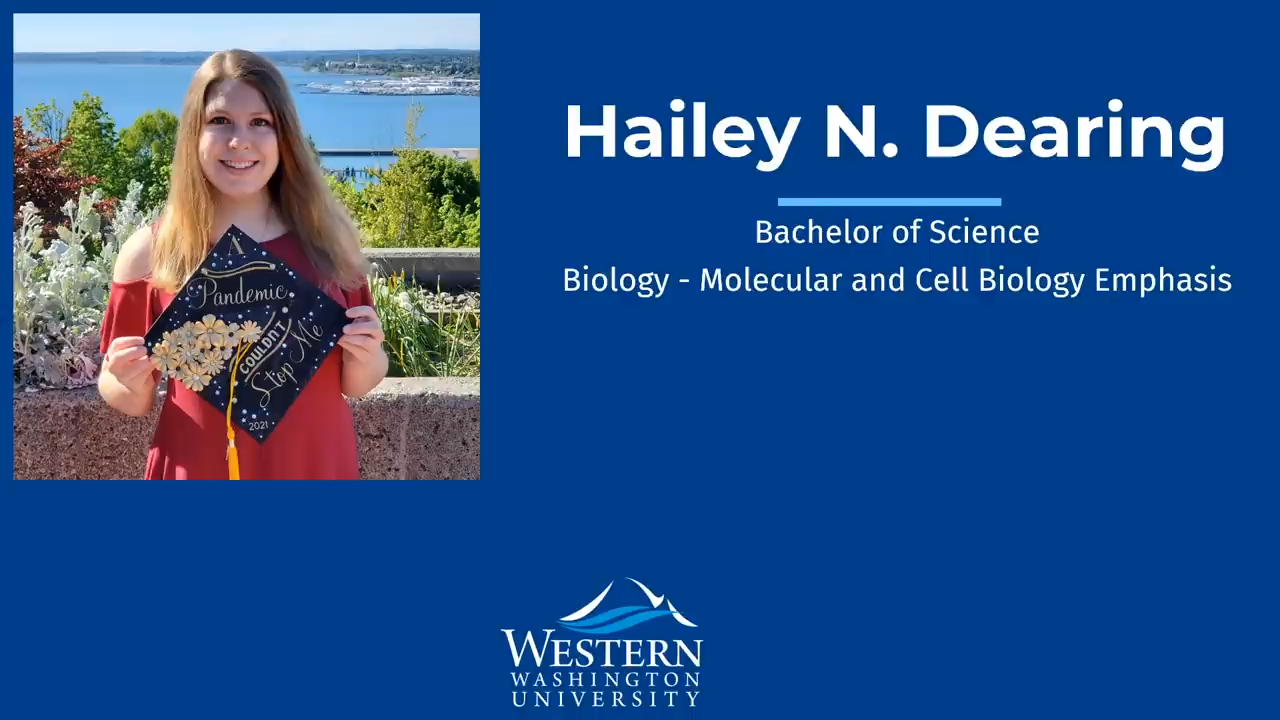 Hailey N. Dearing
Bachelor of Science
Biology - Molecular and Cell Biology Emphasis
A
Pandemic
COULDN'T
Stop Me
2021
WESTERN
WASHINGTON
UNIVERSITY